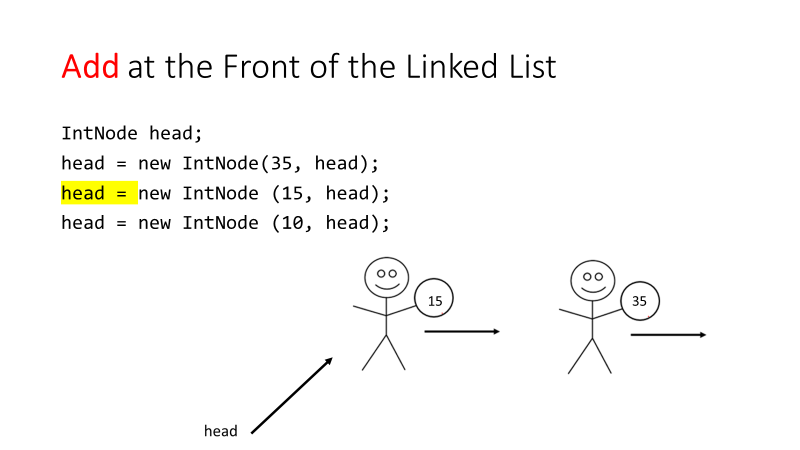 Add at the Front of the Linked List
IntNode head;
head = new IntNode(35, head);
head = new IntNode (15, head);
head = new IntNode (10, head);
15
35
head